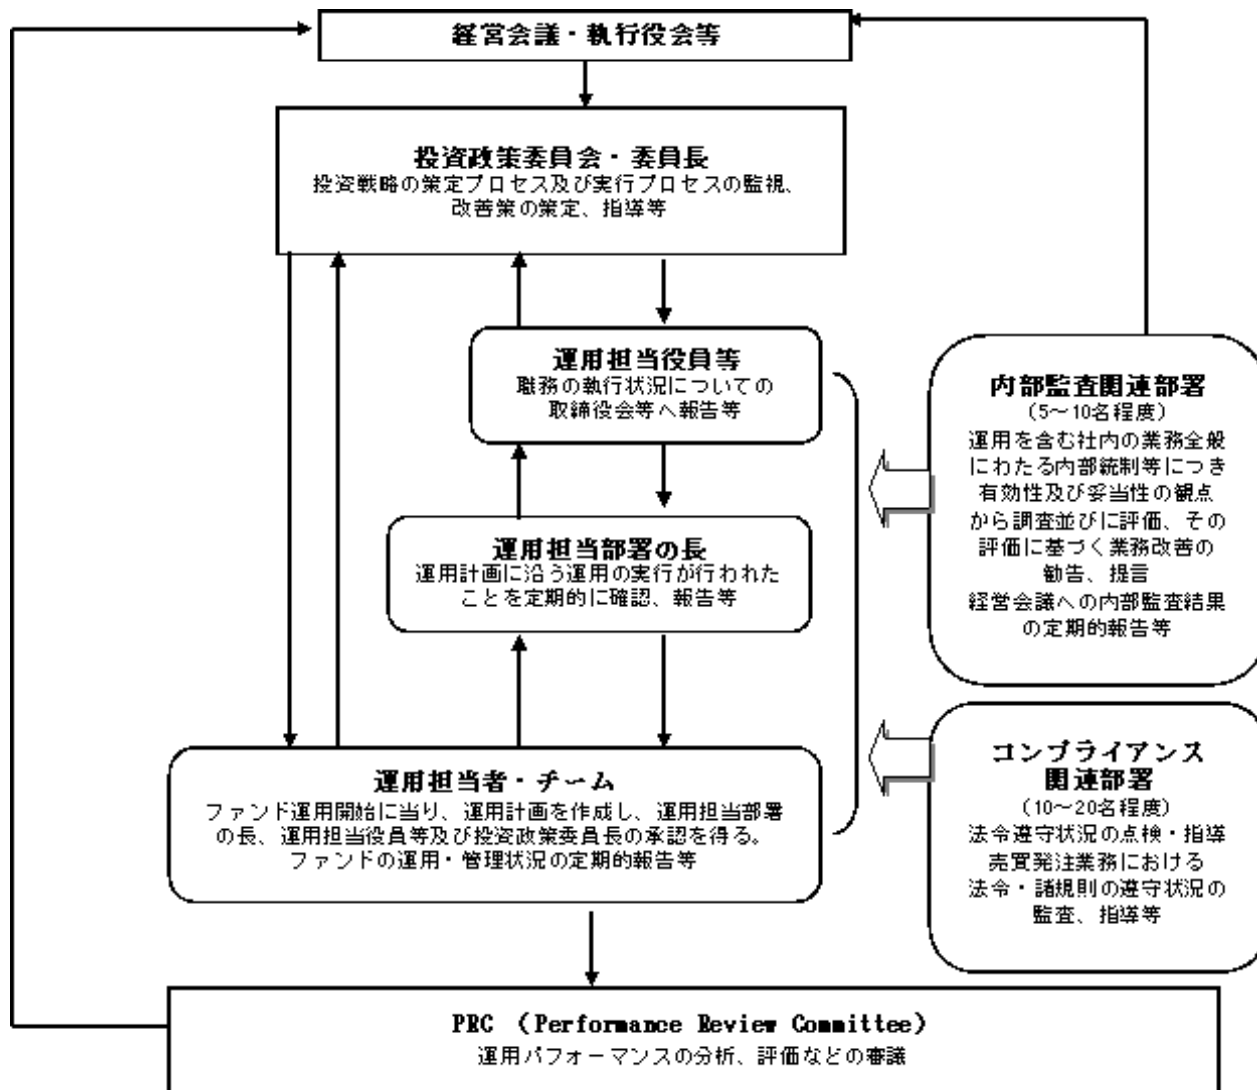 経営会議・執行役会等
投資政策委員会・委員長
投資戦略の策定プロセス及び実行プロセスの監視、
改善策の策定、指導等
運用担当役員等
職務の執行状況についての
取締役会等へ報告等
運用担当部署の長
運用計画に沿う運用の実行が行われた
ことを定期的に確認、報告等
運用担当者・チーム
ファンド運用開始に当り、運用計画を作成し、運用担当部署
の長、運用担当役員等及び投資政策委員長の承認を得る。
ファンドの運用・管理状況の定期的報告等
内部監査関連部署
(5～10名程度)
運用を含む社内の業務全般
にわたる内部統制等につき
有効性及び妥当性の観点
から調査並びに評価、その
評価に基づく業務改善の
勧告、提言
経営会議への内部監査結果
の定期的報告等
コンプライアンス
関連部署
(10～20名程度)
法令遵守状況の点検・指導
売買発注業務における
法令・諸規則の遵守状況の
監査、指導等
PRC (Performance Review Committee)
運用パフォーマンスの分析、評価などの審議